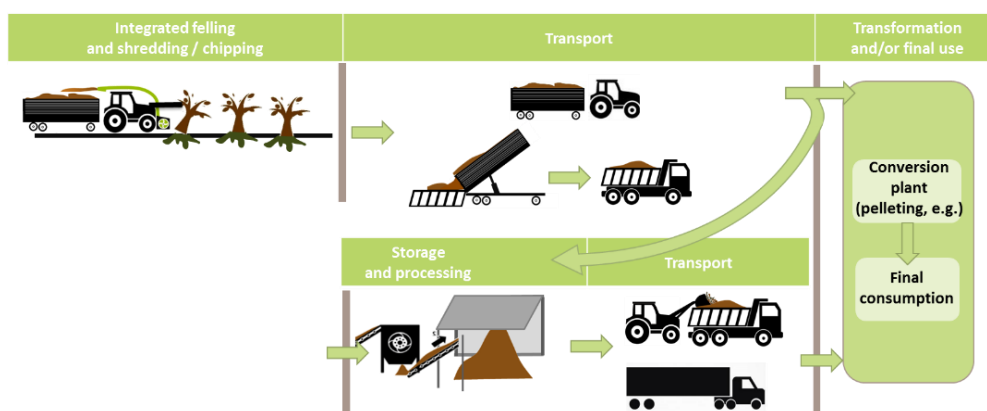 Integrated felling
and shredding / chipping
Transport
Transformation
and/or final use
Conversion
plant
(pelleting, e.g.)
Final
consumption
Storage
and processing
Transport